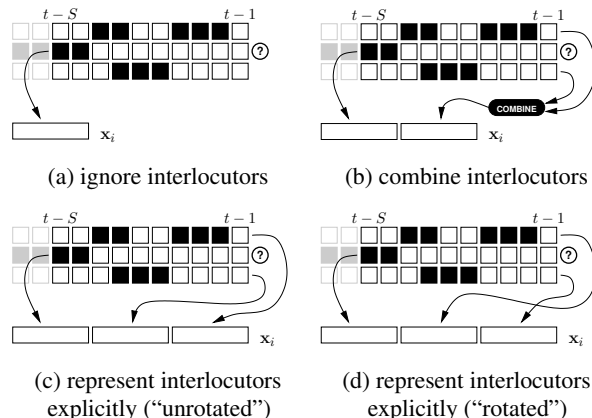 t − S t − 1
?
x_i
(a) ignore interlocutors
t − S t − 1
?
COMBINE
x_i
(b) combine interlocutors
t − S t − 1
?
x_i
(c) represent interlocutors
explicitly (“unrotated”)
t − S t − 1
?
x_i
(d) represent interlocutors
explicitly (“rotated”)